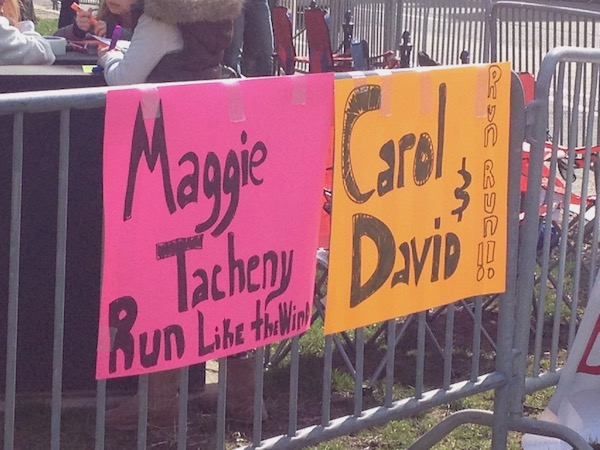 Maggie
Tacheny
Run Like the Wind
Carol
&
David
Run Run!!